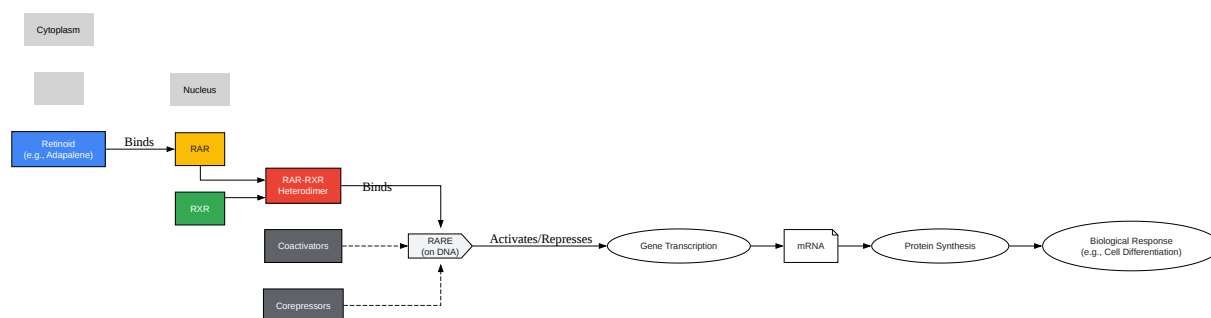 Cytoplasm
Nucleus
Retinoid
(e.g., Adapalene)
Binds
RAR
RXR
RAR-RXR
Heterodimer
Binds
Coactivators
Corepressors
RARE
(on DNA)
Activates/Represses
Gene Transcription
mRNA
Protein Synthesis
Biological Response
(e.g., Cell Differentiation)